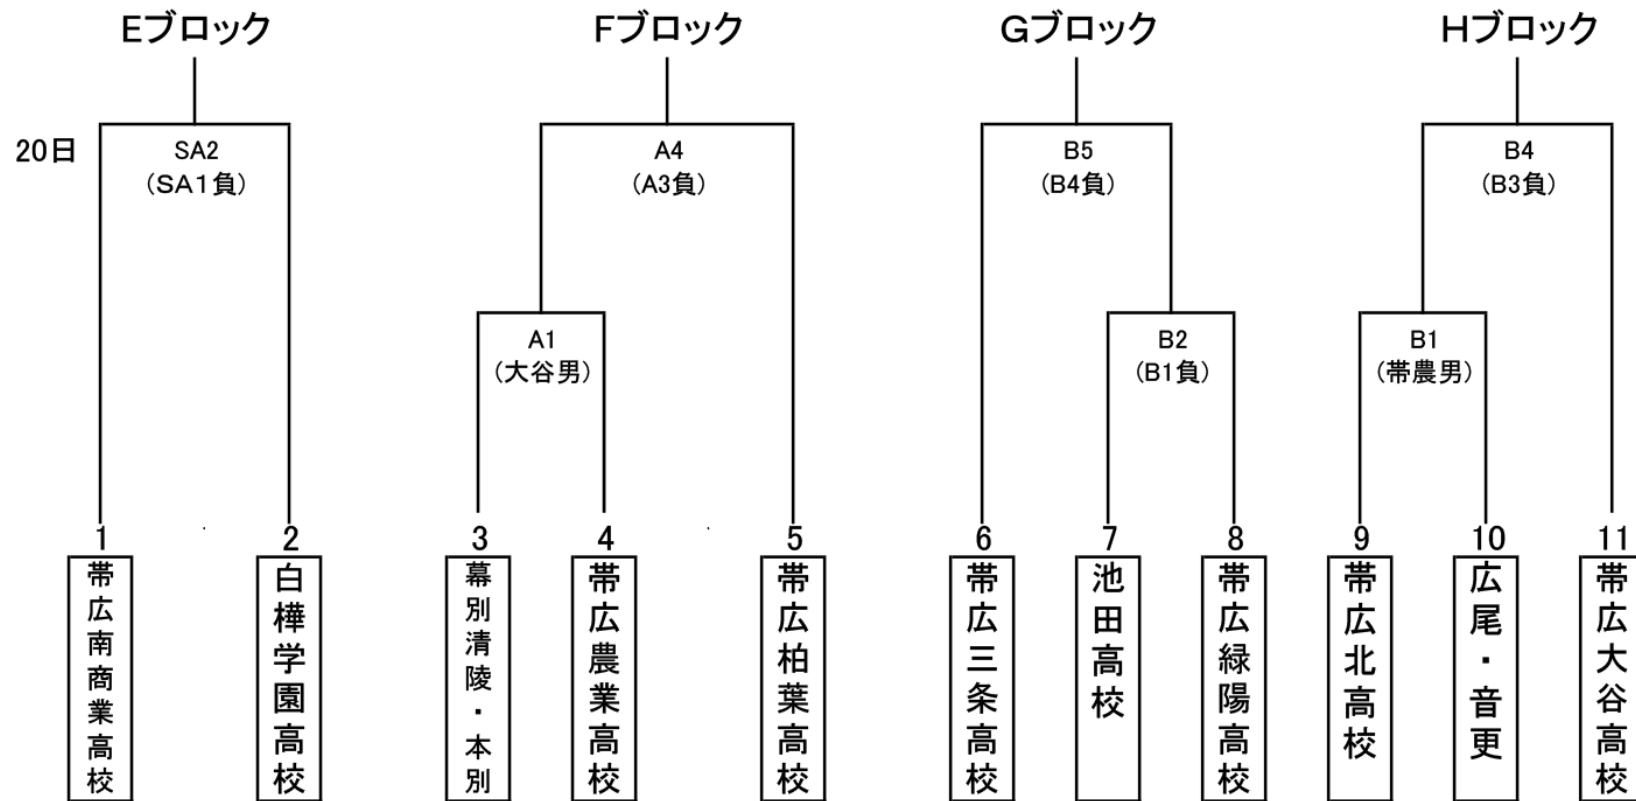 Eブロック
Fブロック
Gブロック
Hブロック
20日
SA2
(SA1負)
A4
(A3負)
B5
(B4負)
B4
(B3負)
A1
(大谷男)
B2
(B1負)
B1
(帯農男)
1
2
3
4
5
6
7
8
9
10
11
帯広南商業高校
白樺学園高校
幕別清陵・本別
帯広農業高校
帯広柏葉高校
帯広三条高校
池田高校
帯広緑陽高校
帯広北高校
広尾・音更
帯広大谷高校